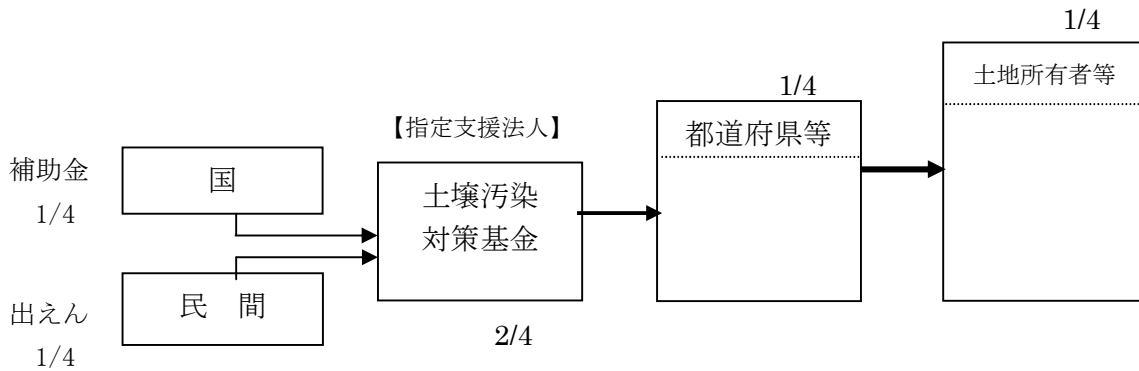 補助金
1/4
国
出えん
1/4
民　間
【指定支援法人】
土壌汚染
対策基金
2/4
1/4
都道府県等
1/4
土地所有者等